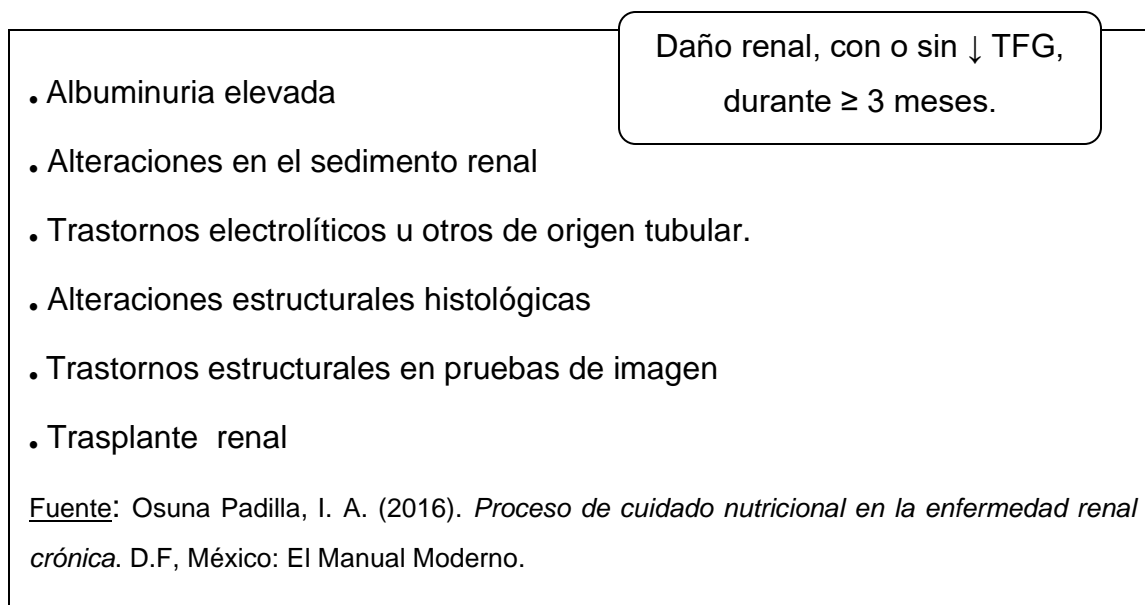 Daño renal, con o sin ↓ TFG,
durante ≥ 3 meses.
• Albuminuria elevada
• Alteraciones en el sedimento renal
• Trastornos electrolíticos u otros de origen tubular.
• Alteraciones estructurales histológicas
• Trastornos estructurales en pruebas de imagen
• Trasplante renal
Fuente: Osuna Padilla, I. A. (2016). Proceso de cuidado nutricional en la enfermedad renal
crónica. D.F, México: El Manual Moderno.